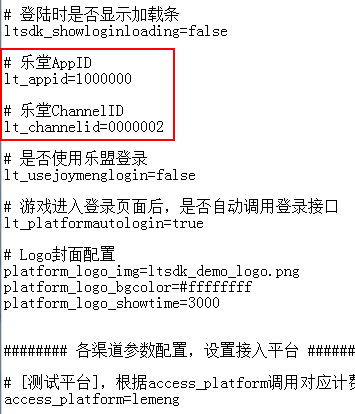 # 登陆时是否显示加载条
ltsdk_showloginloading=false
# 乐堂AppID
lt_appid=1000000
# 乐堂ChannelID
lt_channelid=0000002
# 是否使用乐盟登录
lt_usejoymenglogin=false
# 游戏进入登录页面后，是否自动调用登录接口
lt_platformautologin=true
# Logo封面配置
platform_logo_img=ltsdk_demo_logo.png
platform_logo_bgcolor=#ffffffff
platform_logo_showtime=3000
######## 各渠道参数配置，设置接入平台 #######
# [测试平台]，根据access_platform调用对应计费
access_platform=lemeng